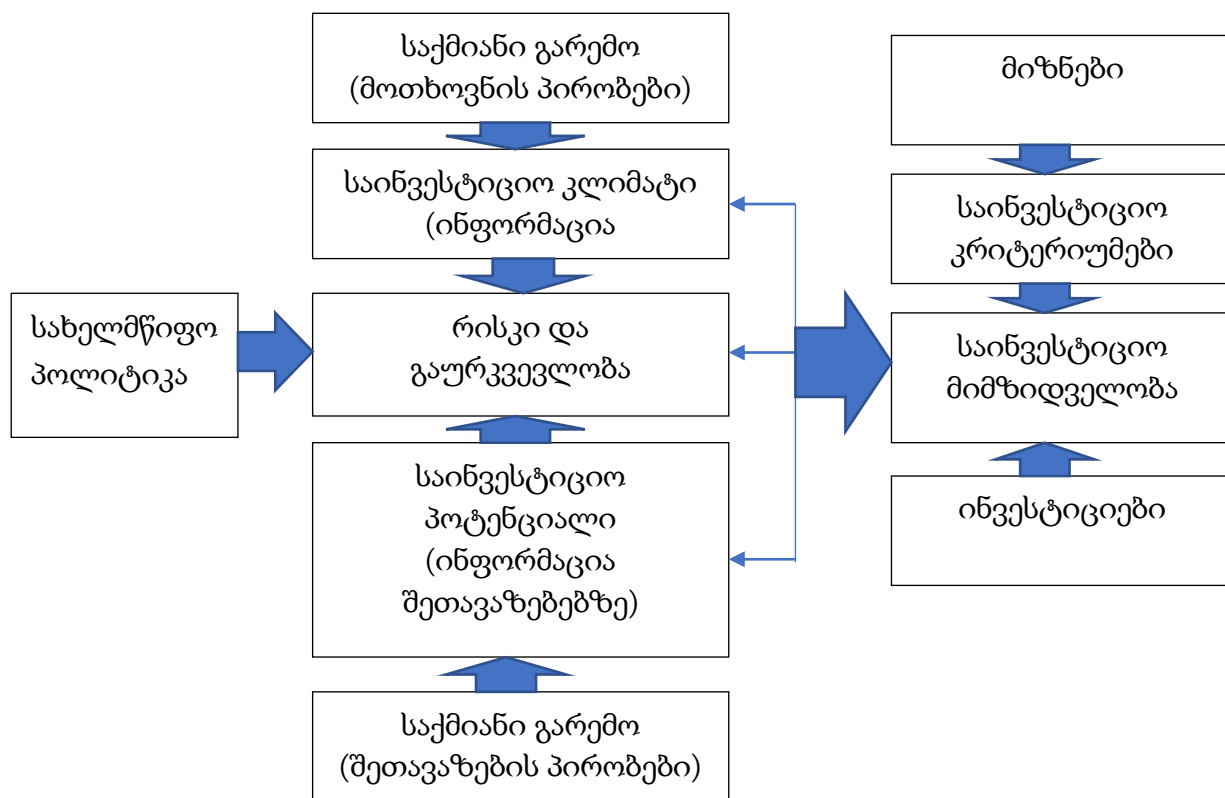 საქმიანი გარემო
(მოთხოვნის პირობები)
საინვესტიციო კლიმატი
(ინფორმაცია
სახელმწიფო
პოლიტიკა
რისკი და
გაურკვევლობა
საინვესტიციო
პოტენციალი
(ინფორმაცია
შეთავაზებებზე)
საქმიანი გარემო
(შეთავაზების პირობები)
მიზნები
საინვესტიციო
კრიტერიუმები
საინვესტიციო
მიმზიდველობა
ინვესტიციები